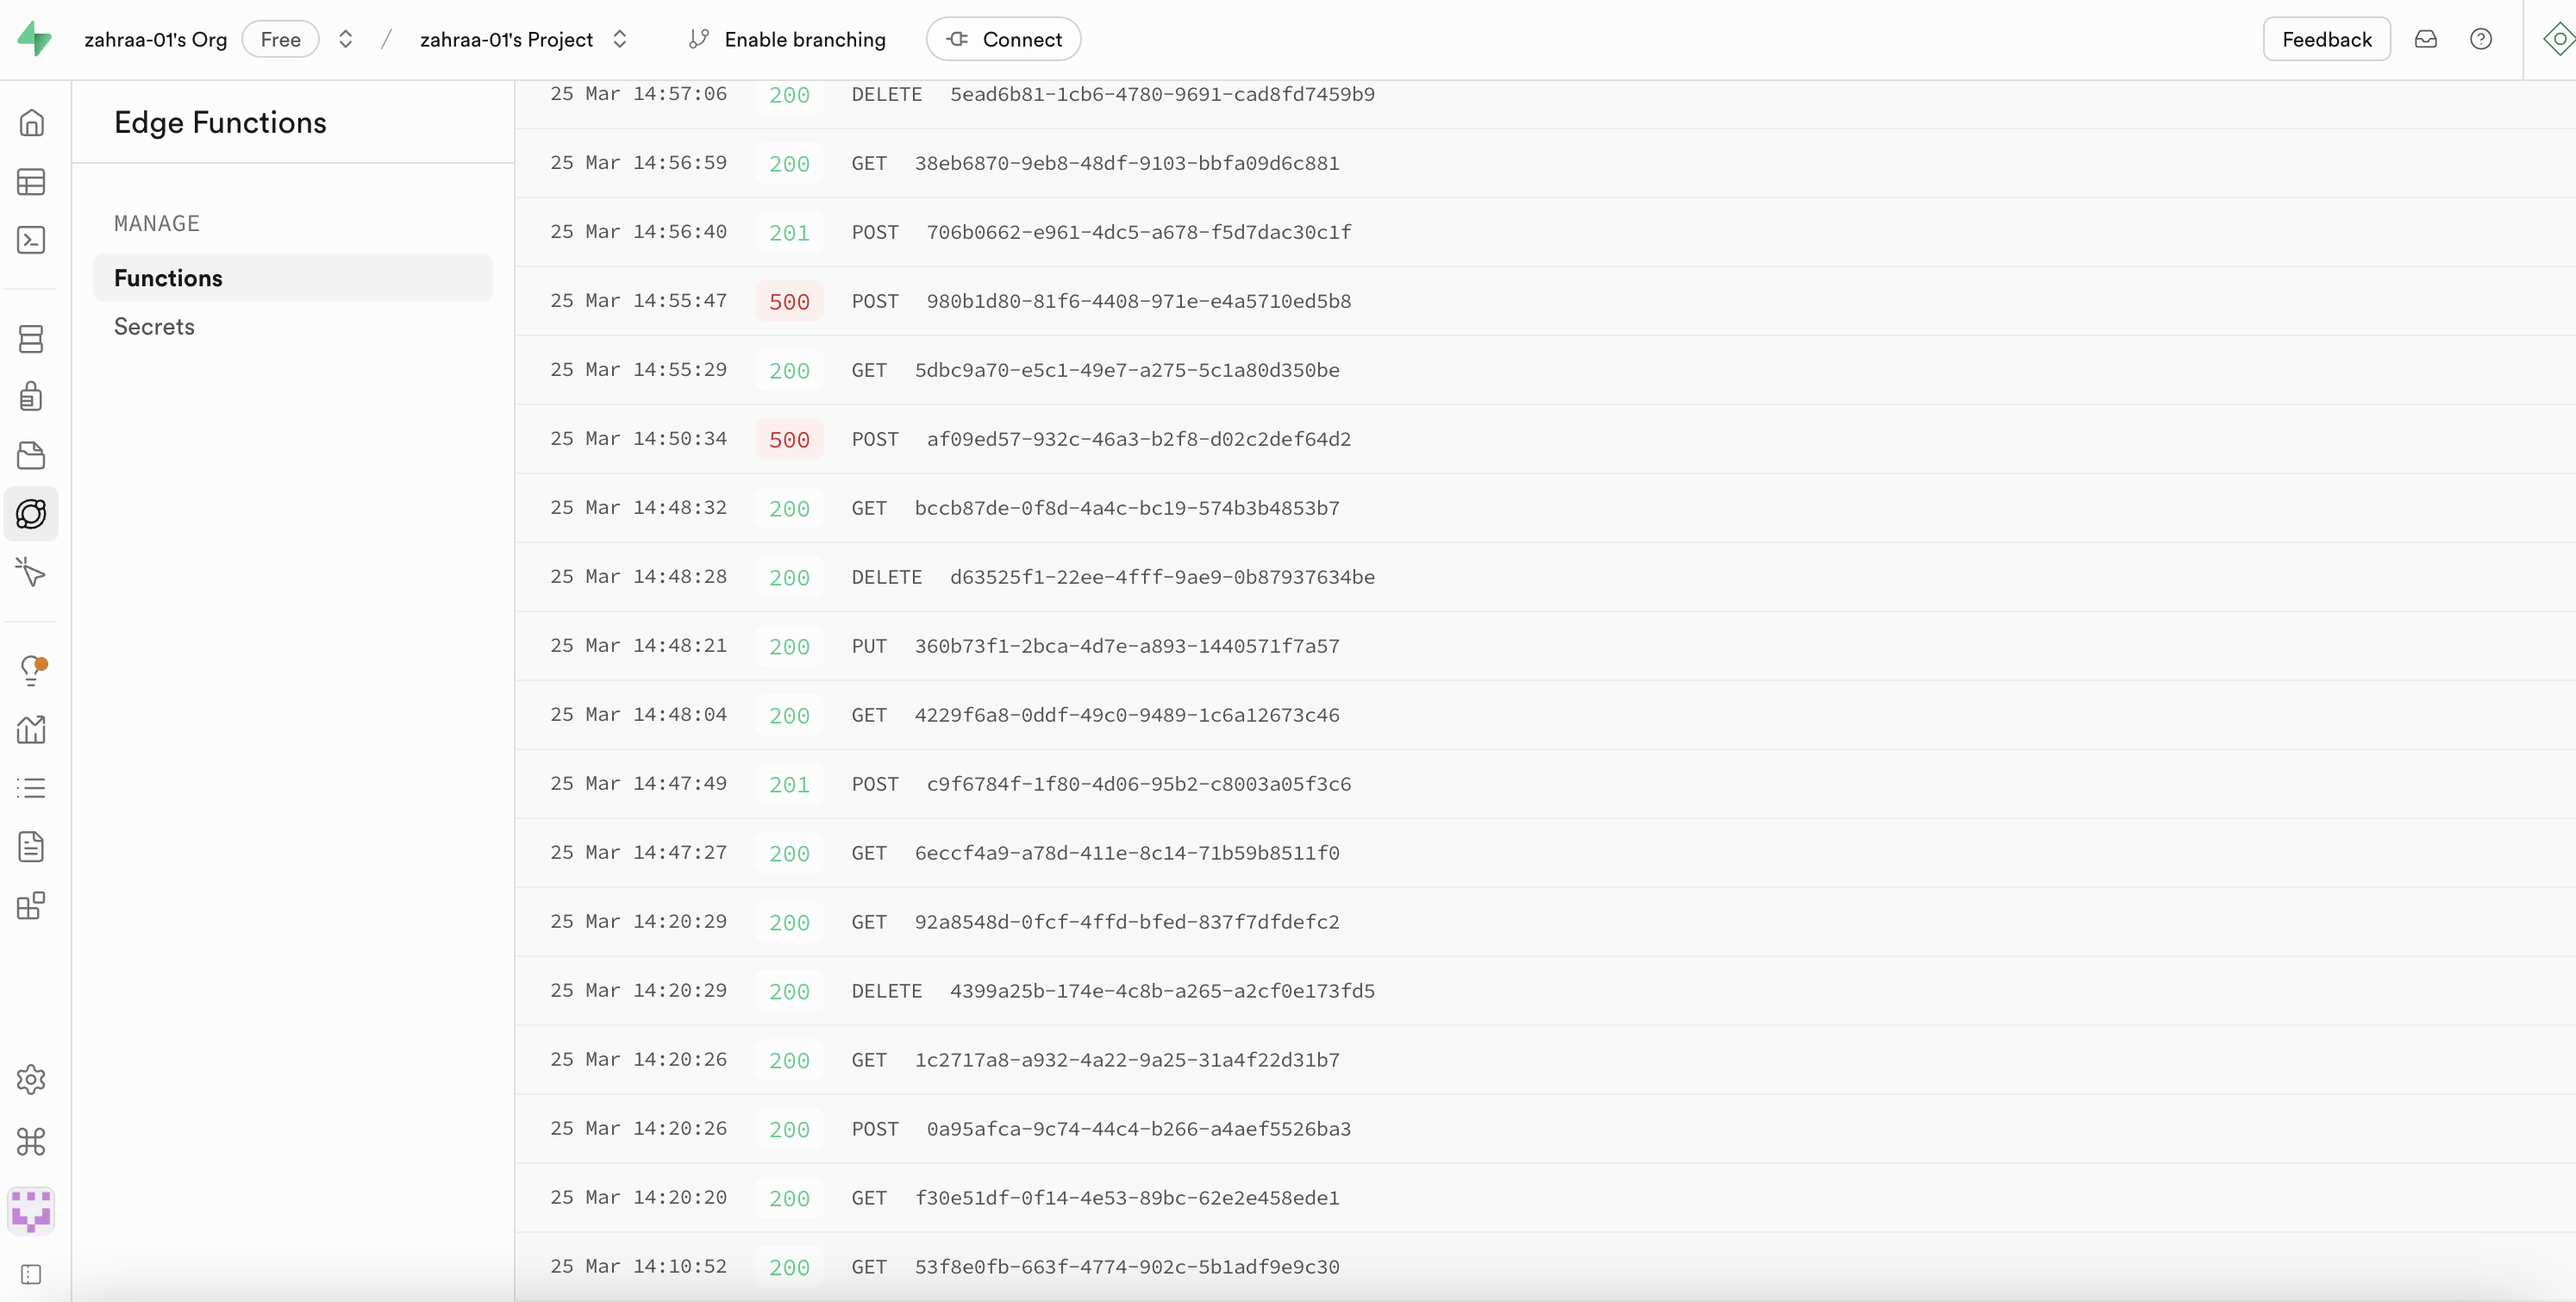 zahraa-01's Org Free / zahraa-01's Project Enable branching Connect Feedback
Edge Functions
MANAGE
Functions
Secrets
25 Mar 14:57:06 200 DELETE 5ead6b81-1cb6-4780-9691-cad8fd7459b9
25 Mar 14:56:59 200 GET 38eb6870-9eb8-48df-9103-bbfa09d6c881
25 Mar 14:56:40 201 POST 706b0662-e961-4dc5-a678-f5d7dac30c1f
25 Mar 14:55:47 500 POST 980b1d80-81f6-4408-971e-e4a5710ed5b8
25 Mar 14:55:29 200 GET 5dbc9a70-e5c1-49e7-a275-5c1a80d350be
25 Mar 14:50:34 500 POST af09ed57-932c-46a3-b2f8-d02c2def64d2
25 Mar 14:48:32 200 GET bccb87de-0f8d-4a4c-bc19-574b3b4853b7
25 Mar 14:48:28 200 DELETE d63525f1-22ee-4fff-9ae9-0b87937634be
25 Mar 14:48:21 200 PUT 360b73f1-2bca-4d7e-a893-1440571f7a57
25 Mar 14:48:04 200 GET 4229f6a8-0ddf-49c0-9489-1c6a12673c46
25 Mar 14:47:49 201 POST c9f6784f-1f80-4d06-95b2-c8003a05f3c6
25 Mar 14:47:27 200 GET 6eccf4a9-a78d-411e-8c14-71b59b8511f0
25 Mar 14:20:29 200 GET 92a8548d-0fcf-4ffd-bfed-837f7dfdefc2
25 Mar 14:20:29 200 DELETE 4399a25b-174e-4c8b-a265-a2cf0e173fd5
25 Mar 14:20:26 200 GET 1c2717a8-a932-4a22-9a25-31a4f22d31b7
25 Mar 14:20:26 200 POST 0a95afca-9c74-44c4-b266-a4aef5526ba3
25 Mar 14:20:20 200 GET f30e51df-0f14-4e53-89bc-62e2e458ede1
25 Mar 14:10:52 200 GET 53f8e0fb-663f-4774-902c-5b1adf9e9c30